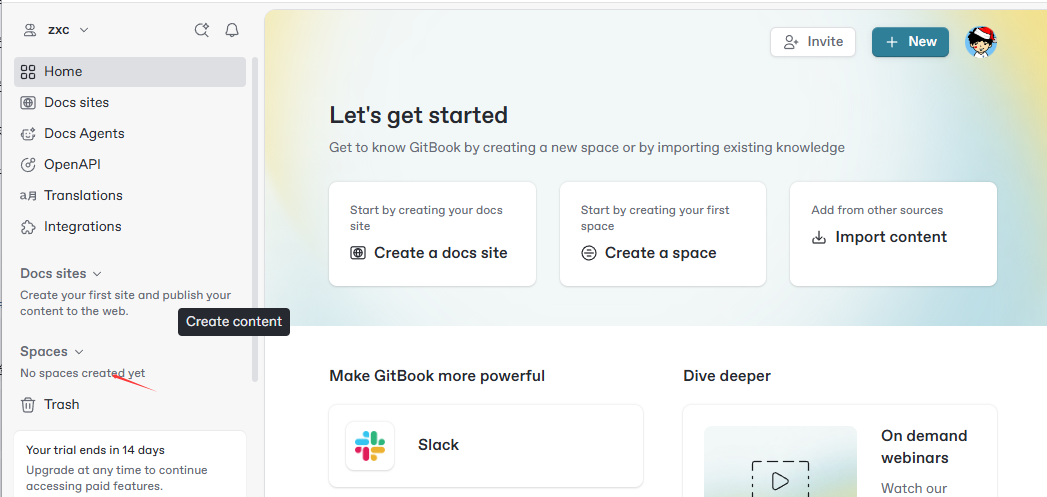 zxc
Invite
New
Home
Docs sites
Docs Agents
OpenAPI
Translations
Integrations
Docs sites
Create your first site and publish your
content to the web.
Create content
Spaces
No spaces created yet
Trash
Your trial ends in 14 days
Upgrade at any time to continue
accessing paid features.
Let's get started
Get to know GitBook by creating a new space or by importing existing knowledge
Start by creating your docs
site
Create a docs site
Start by creating your first
space
Create a space
Add from other sources
Import content
Make GitBook more powerful
Slack
Dive deeper
On demand
webinars
Watch our